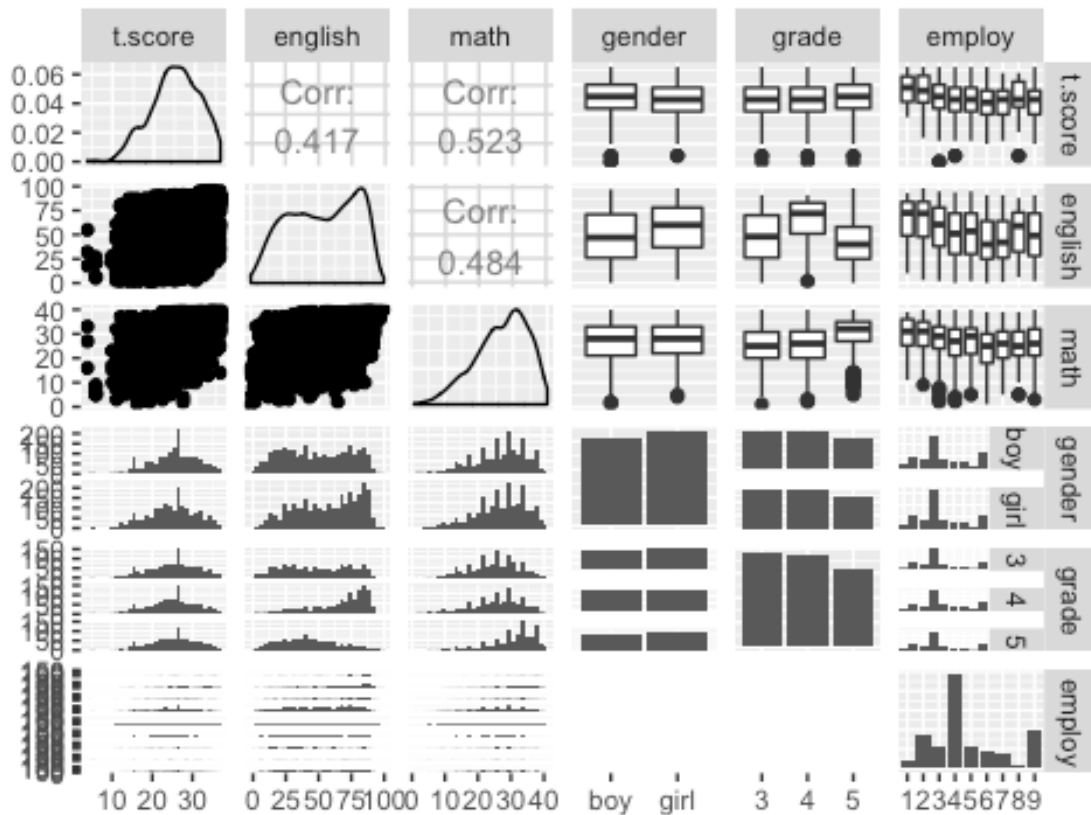 t.score english math gender grade employ
0.06
0.04
0.02
0.00
Corr:
0.417
Corr:
0.523
t.score
100
75
50
25
0
Corr:
0.484
english
40
30
20
10
0
math
200
boy
girl
gender
150
3
4
5
grade
employ
10 20 30
0 25 50 75 100
0 10 20 30 40
boy girl
3 4 5
1 2 3 4 5 6 7 8 9